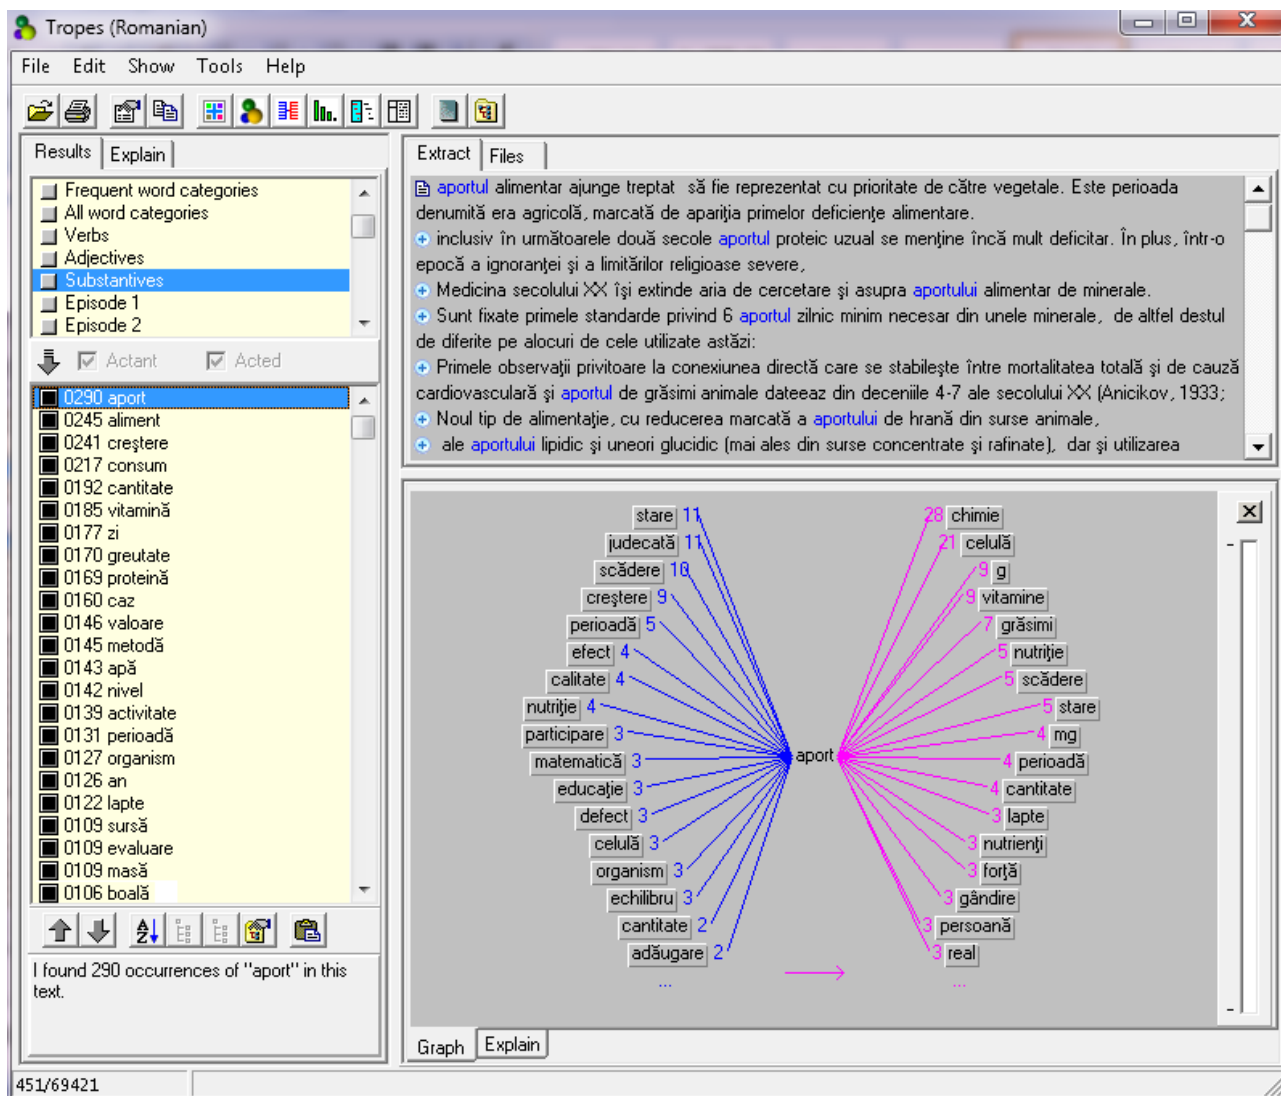 Tropes (Romanian)
File Edit Show Tools Help
Results Explain
Frequent word categories
All word categories
Verbs
Adjectives
Substantives
Episode 1
Episode 2
Actant Acted
0290 aport
0245 aliment
0241 creştere
0217 consum
0192 cantitate
0185 vitamină
0177 zi
0170 greutate
0169 proteină
0160 caz
0146 valoare
0145 metodă
0143 apă
0142 nivel
0139 activitate
0131 perioadă
0127 organism
0126 an
0122 lapte
0109 sursă
0109 evaluare
0109 masă
0106 boală
I found 290 occurrences of "aport" in this
text.
Extract Files
aportul alimentar ajunge treptat să fie reprezentat cu prioritate de către vegetale. Este perioada
denumită era agricolă, marcată de apariţia primelor deficienţe alimentare.
inclusiv în următoarele două secole aportul proteic uzual se menţine încă mult deficitar. În plus, într-o
epocă a ignoranţei şi a limitărilor religioase severe,
Medicina secolului XX îşi extinde aria de cercetare şi asupra aportului alimentar de minerale.
Sunt fixate primele standarde privind 6 aportul zilnic minim necesar din unele minerale, de altfel destul
de diferite pe alocuri de cele utilizate astăzi:
Primele observaţii privitoare la conexiunea directă care se stabileşte între mortalitatea totală şi de cauză
cardiovasculară şi aportul de grăsimi animale dateeaz din deceniile 4-7 ale secolului XX (Anicikov, 1933;
Noul tip de alimentaţie, cu reducerea marcată a aportului de hrană din surse animale,
ale aportului lipidic şi uneori glucidic (mai ales din surse concentrate şi rafinate), dar şi utilizarea
stare 11 28 chimie
judecată 11 21 celulă
scădere 10 9 g
creştere 9 9 vitamine
perioadă 5 7 grăsimi
efect 4 5 nutriţie
calitate 4 5 scădere
nutriţie 4 5 stare
participare 3 4 mg
matematică 3 aport 4 perioadă
educaţie 3 4 cantitate
defect 3 3 lapte
celulă 3 3 nutrienţi
organism 3 3 forţă
echilibru 3 3 gândire
cantitate 2 3 persoană
adăugare 2 3 real
... ...
Graph Explain
451/69421